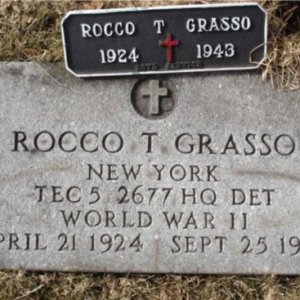 ROCCO T GRASSO
1924 1943
ROCCO T GRASSO
NEW YORK
TEC 5 2677 HQ DET
WORLD WAR II
PRIL 21 1924 SEPT 25 19